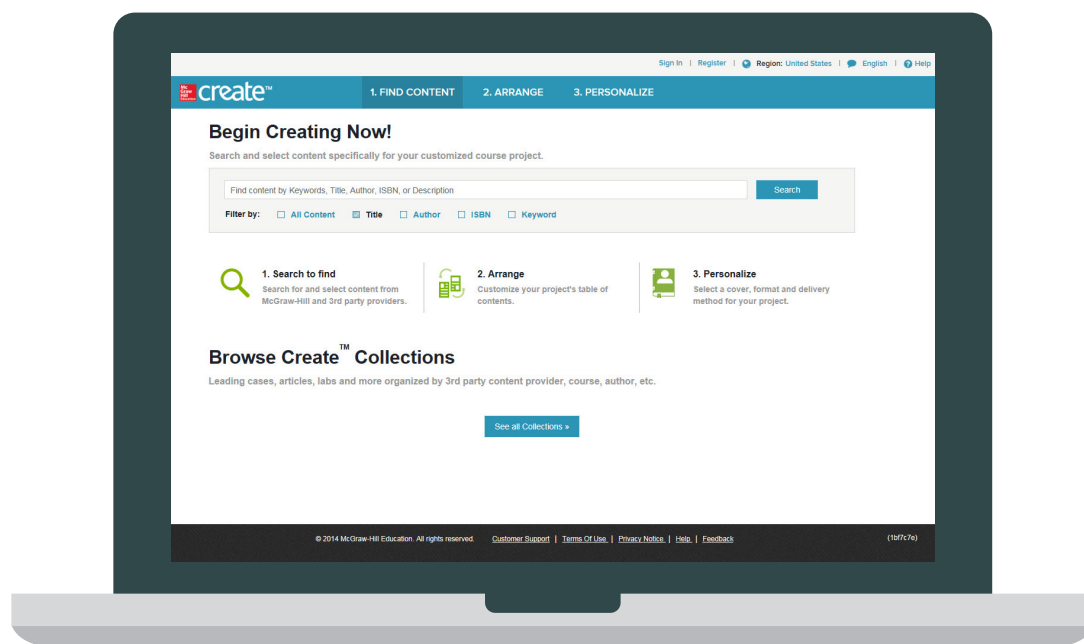 Sign In | Register | Region: United States | English | Help
Mc Graw Hill Education create™ 1. FIND CONTENT 2. ARRANGE 3. PERSONALIZE
Begin Creating Now!
Search and select content specifically for your customized course project.
Find content by Keywords, Title, Author, ISBN, or Description Search
Filter by: All Content Title Author ISBN Keyword
1. Search to find
Search for and select content from
McGraw-Hill and 3rd party providers.
2. Arrange
Customize your project's table of
contents.
3. Personalize
Select a cover, format and delivery
method for your project.
Browse Create™ Collections
Leading cases, articles, labs and more organized by 3rd party content provider, course, author, etc.
See all Collections »
© 2014 McGraw-Hill Education. All rights reserved. Customer Support | Terms Of Use | Privacy Notice | Help | Feedback (1bf7c7e)